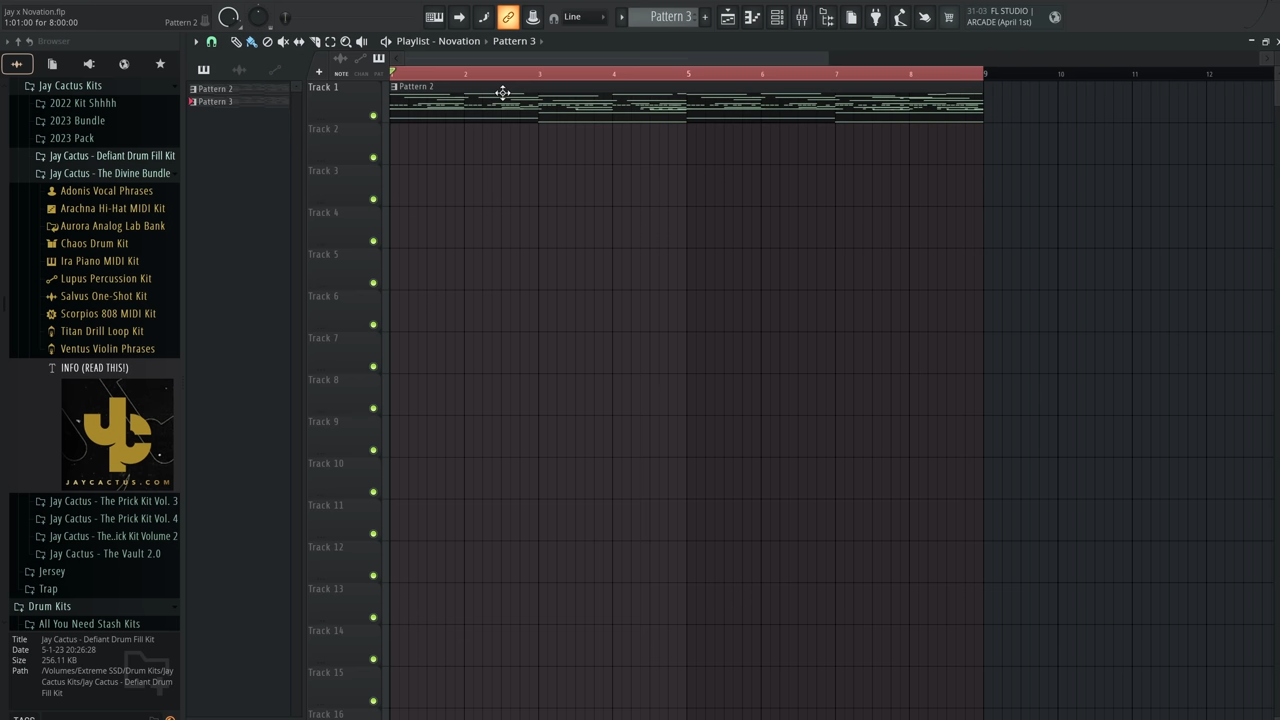 Jay x Novation.flp
1:01:00 for 8:00:00
Pattern 2
Line
Pattern 3
31-03 FL STUDIO |
ARCADE (April 1st)
Browser
Playlist - Novation
Pattern 3
NOTE CHAN PAT
1 2 3 4 5 6 7 8 9 10 11 12
Pattern 2
Pattern 3
Pattern 2
Track 1
Track 2
Track 3
Track 4
Track 5
Track 6
Track 7
Track 8
Track 9
Track 10
Track 11
Track 12
Track 13
Track 14
Track 15
Track 16
Jay Cactus Kits
2022 Kit Shhhh
2023 Bundle
2023 Pack
Jay Cactus - Defiant Drum Fill Kit
Jay Cactus - The Divine Bundle
Adonis Vocal Phrases
Arachna Hi-Hat MIDI Kit
Aurora Analog Lab Bank
Chaos Drum Kit
Ira Piano MIDI Kit
Lupus Percussion Kit
Salvus One-Shot Kit
Scorpios 808 MIDI Kit
Titan Drill Loop Kit
Ventus Violin Phrases
INFO (READ THIS!)
JAYCACTUS.COM
Jay Cactus - The Prick Kit Vol. 3
Jay Cactus - The Prick Kit Vol. 4
Jay Cactus - The..ick Kit Volume 2
Jay Cactus - The Vault 2.0
Jersey
Trap
Drum Kits
All You Need Stash Kits
Title Jay Cactus - Defiant Drum Fill Kit
Date 5-1-23 20:26:28
Size 256.11 KB
Path /Volumes/Extreme SSD/Drum Kits/Jay
Cactus Kits/Jay Cactus - Defiant Drum
Fill Kit
TAGS